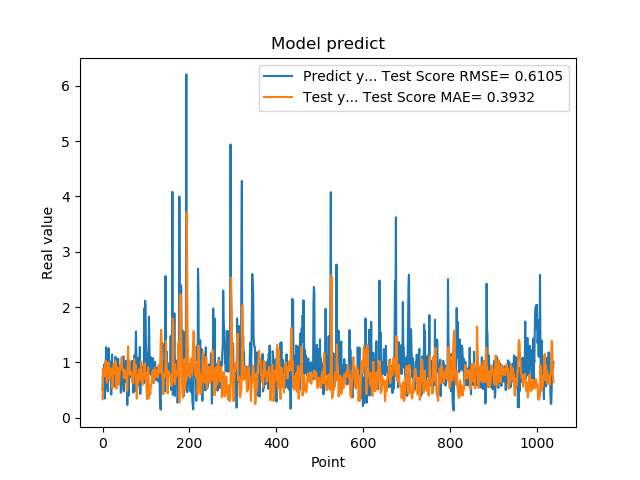 Model predict
Predict y... Test Score RMSE= 0.6105
Test y... Test Score MAE= 0.3932
Real value
6
5
4
3
2
1
0
0 200 400 600 800 1000
Point